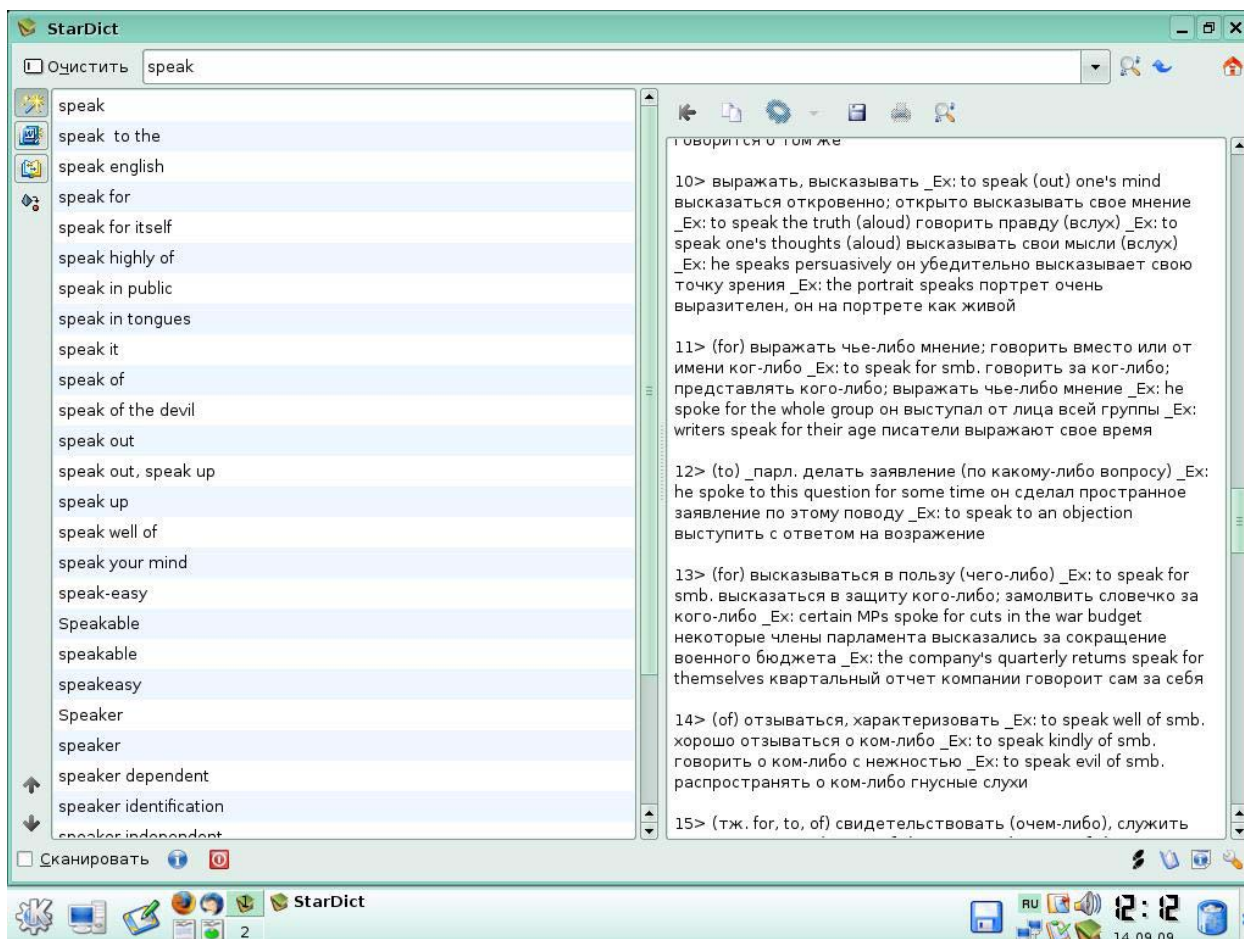 StarDict
Очистить speak
speak
speak to the
speak english
speak for
speak for itself
speak highly of
speak in public
speak in tongues
speak it
speak of
speak of the devil
speak out
speak out, speak up
speak up
speak well of
speak your mind
speak-easy
Speakable
speakable
speakeasy
Speaker
speaker
speaker dependent
speaker identification
speaker independent
говорится о том же
10> выражать, высказывать _Ex: to speak (out) one's mind
высказаться откровенно; открыто высказывать свое мнение
_Ex: to speak the truth (aloud) говорить правду (вслух) _Ex: to
speak one's thoughts (aloud) высказывать свои мысли (вслух)
_Ex: he speaks persuasively он убедительно высказывает свою
точку зрения _Ex: the portrait speaks портрет очень
выразителен, он на портрете как живой
11> (for) выражать чье-либо мнение; говорить вместо или от
имени ког-либо _Ex: to speak for smb. говорить за ког-либо;
представлять кого-либо; выражать чье-либо мнение _Ex: he
spoke for the whole group он выступал от лица всей группы _Ex:
writers speak for their age писатели выражают свое время
12> (to) _парл. делать заявление (по какому-либо вопросу) _Ex:
he spoke to this question for some time он сделал пространное
заявление по этому поводу _Ex: to speak to an objection
выступить с ответом на возражение
13> (for) высказываться в пользу (чего-либо) _Ex: to speak for
smb. высказаться в защиту кого-либо; замолвить словечко за
кого-либо _Ex: certain MPs spoke for cuts in the war budget
некоторые члены парламента высказались за сокращение
военного бюджета _Ex: the company's quarterly returns speak for
themselves квартальный отчет компании говороит сам за себя
14> (of) отзываться, характеризовать _Ex: to speak well of smb.
хорошо отзываться о ком-либо _Ex: to speak kindly of smb.
говорить о ком-либо с нежностью _Ex: to speak evil of smb.
распространять о ком-либо гнусные слухи
15> (тж. for, to, of) свидетельствовать (очем-либо), служить
Сканировать
1
2
StarDict
RU
12:12
14.09.09